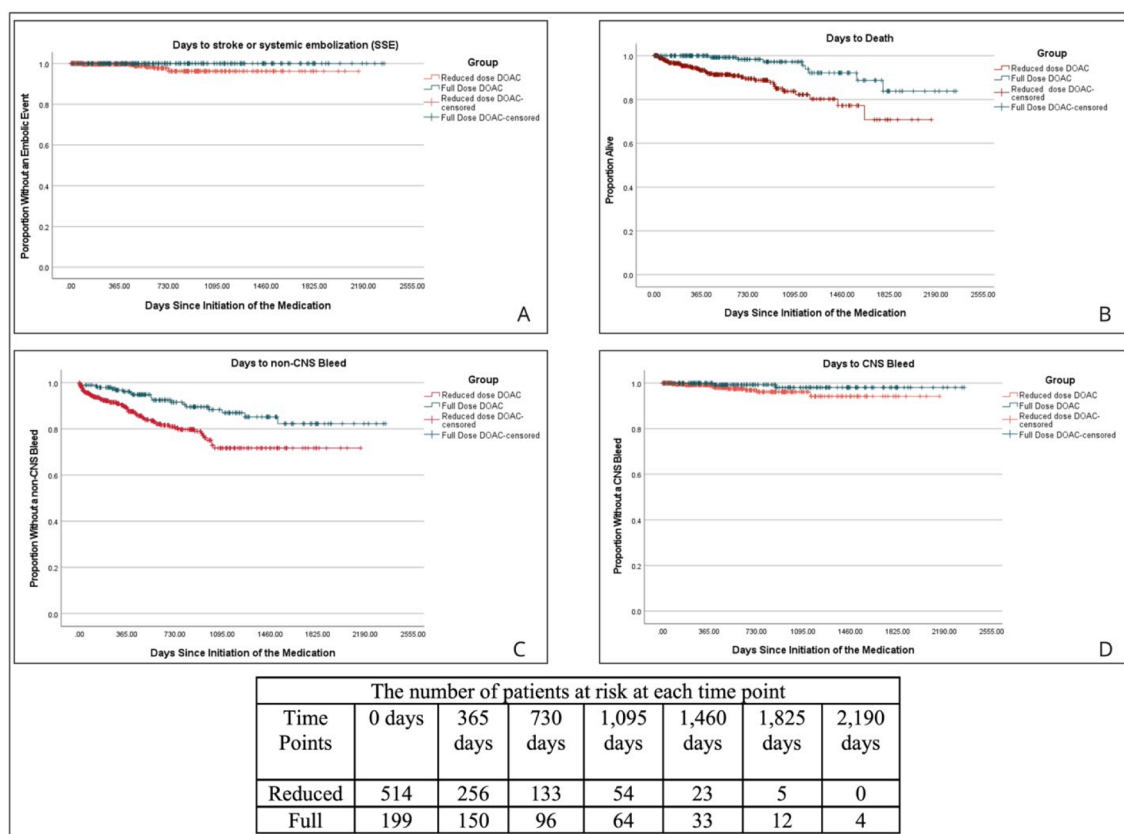 Days to stroke or systemic embolization (SSE)
Group
Reduced dose DOAC
Full Dose DOAC
Reduced dose DOAC-
censored
Full Dose DOAC-censored
Poroportion Without an Embolic Event
1.0
0.8
0.6
0.4
0.2
0.0
.00 365.00 730.00 1095.00 1460.00 1825.00 2190.00 2555.00
Days Since Initiation of the Medication
A
Days to Death
Group
Reduced dose DOAC
Full Dose DOAC
Reduced dose DOAC-
censored
Full Dose DOAC-censored
Proportion Alive
1.0
0.8
0.6
0.4
0.2
0.0
0.00 365.00 730.00 1095.00 1460.00 1825.00 2190.00 2555.00
Days Since Initiation of the Medication
B
Days to non-CNS Bleed
Group
Reduced dose DOAC
Full Dose DOAC
Reduced dose DOAC-
censored
Full Dose DOAC-censored
Proportion Without a non-CNS Bleed
1.0
0.8
0.6
0.4
0.2
0.0
.00 365.00 730.00 1095.00 1460.00 1825.00 2190.00 2555.00
Days Since Initiation of the Medication
C
Days to CNS Bleed
Group
Reduced dose DOAC
Full Dose DOAC
Reduced dose DOAC-
censored
Full Dose DOAC-censored
Proportion Without a CNS Bleed
1.0
0.8
0.6
0.4
0.2
0.0
.00 365.00 730.00 1095.00 1460.00 1825.00 2190.00 2555.00
Days Since Initiation of the Medication
D
The number of patients at risk at each time point
Time 0 days 365 730 1,095 1,460 1,825 2,190
Points days days days days days days
Reduced 514 256 133 54 23 5 0
Full 199 150 96 64 33 12 4